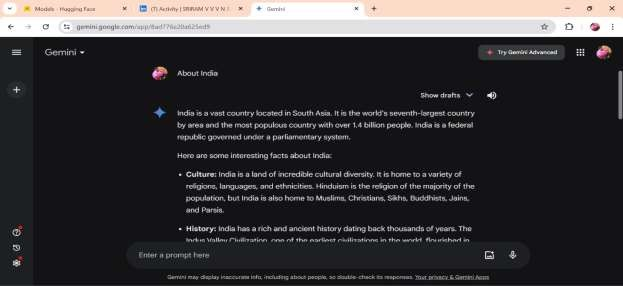 Models - Hugging Face
(7) Activity | SRIRAM V V V N
Gemini
gemini.google.com/app/8ad776e20a625ed9
Gemini
Try Gemini Advanced
About India
Show drafts
India is a vast country located in South Asia. It is the world's seventh-largest country
by area and the most populous country with over 1.4 billion people. India is a federal
republic governed under a parliamentary system.
Here are some interesting facts about India:
Culture: India is a land of incredible cultural diversity. It is home to a variety of
religions, languages, and ethnicities. Hinduism is the religion of the majority of the
population, but India is also home to Muslims, Christians, Sikhs, Buddhists, Jains,
and Parsis.
History: India has a rich and ancient history dating back thousands of years. The
Indus Valley Civilization, one of the earliest civilizations in the world, flourished in
Enter a prompt here
Gemini may display inaccurate info, including about people, so double-check its responses. Your privacy & Gemini Apps